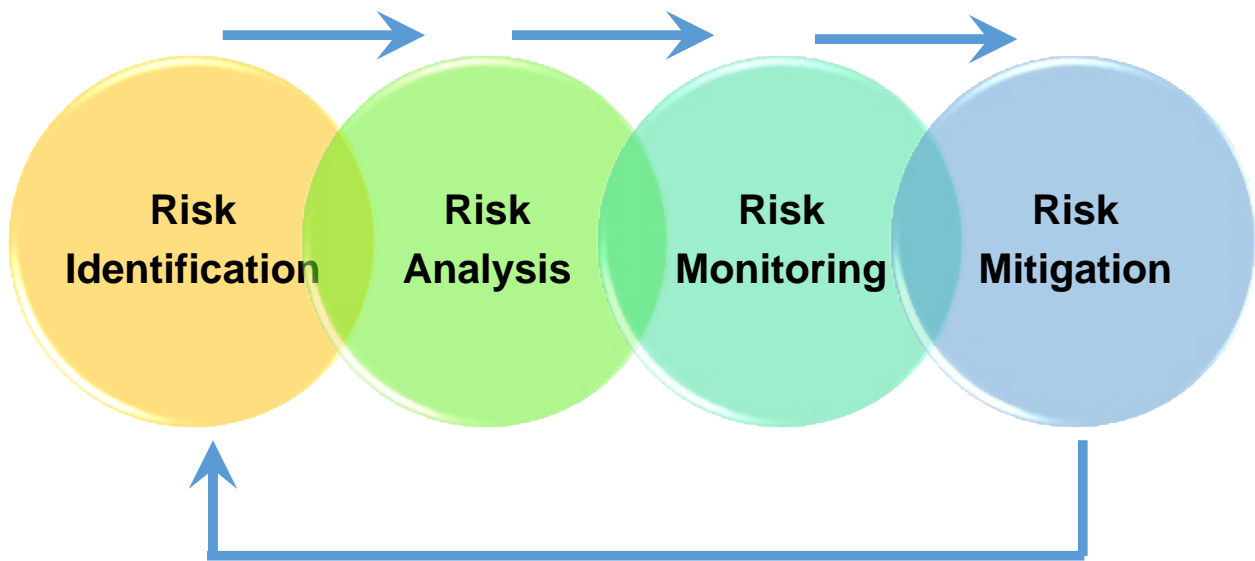 Risk
Identification
Risk
Analysis
Risk
Monitoring
Risk
Mitigation